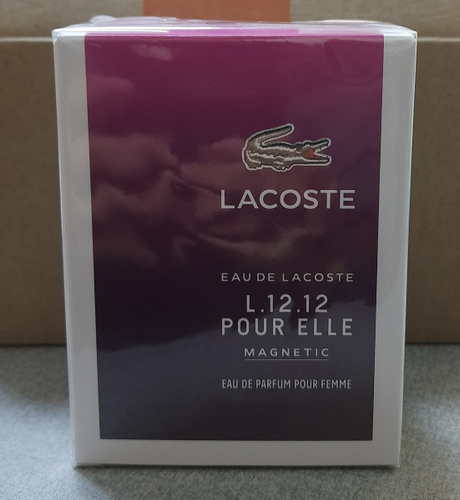 LACOSTE
EAU DE LACOSTE
L.12.12
POUR ELLE
MAGNETIC
EAU DE PARFUM POUR FEMME